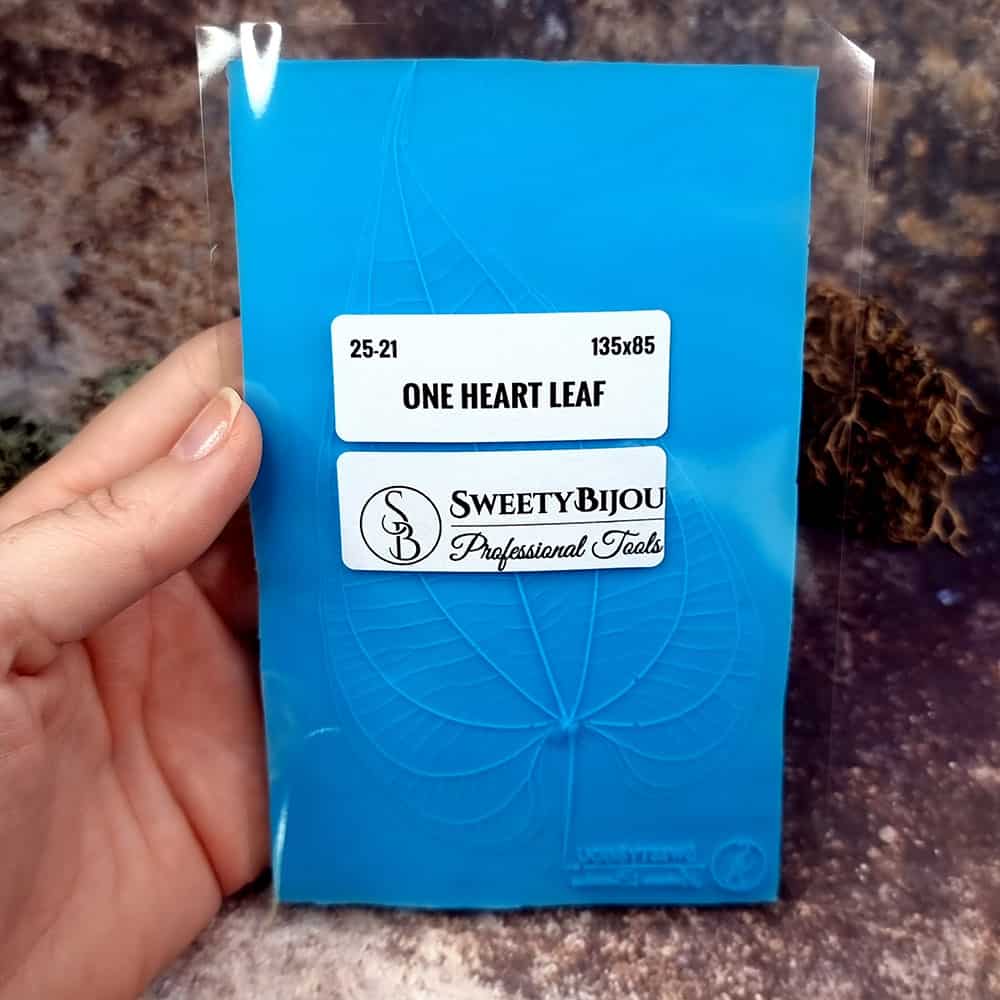 25-21 135x85
ONE HEART LEAF
SB
SWEETYBIJOU
Professional Tools